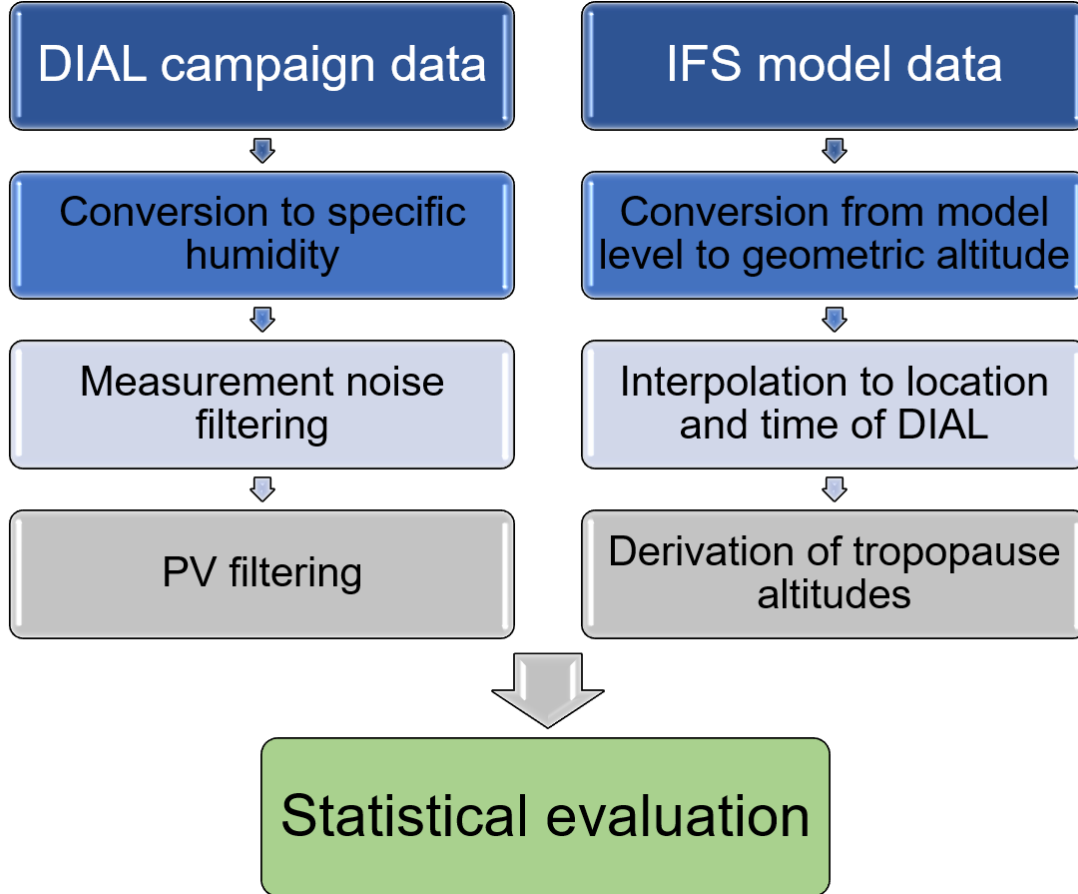 DIAL campaign data
IFS model data
Conversion to specific
humidity
Conversion from model
level to geometric altitude
Measurement noise
filtering
Interpolation to location
and time of DIAL
PV filtering
Derivation of tropopause
altitudes
Statistical evaluation